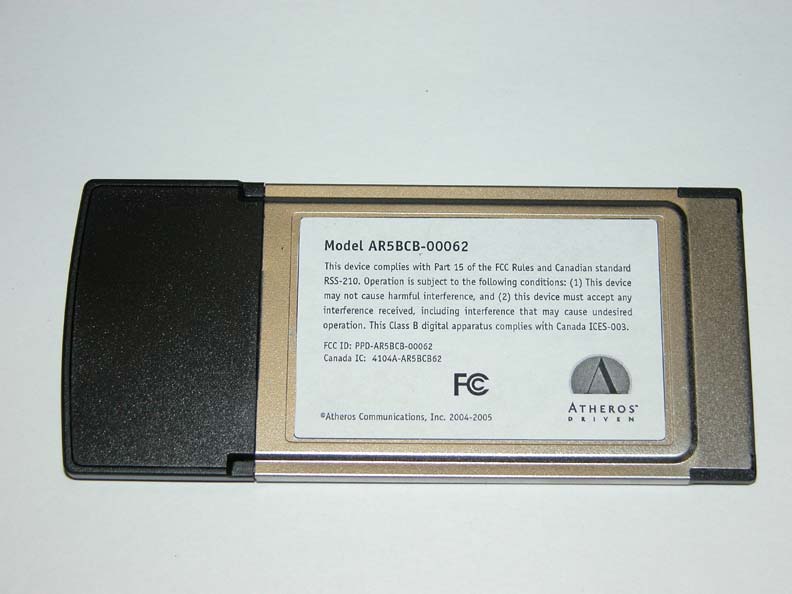 Model AR5BCB-00062
This device complies with Part 15 of the FCC Rules and Canadian standard
RSS-210. Operation is subject to the following conditions: (1) This device
may not cause harmful interference, and (2) this device must accept any
interference received, including interference that may cause undesired
operation. This Class B digital apparatus complies with Canada ICES-003.
FCC ID: PPD-AR5BCB-00062
Canada IC: 4104A-AR5BCB62
FC
©Atheros Communications, Inc. 2004-2005
ATHEROS™
DRIVEN